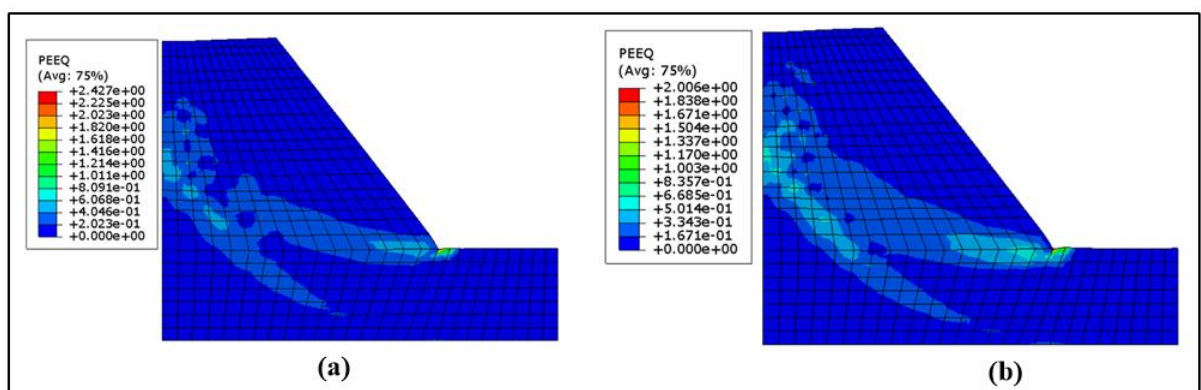 PEEQ
(Avg: 75%)
+2.427e+00
+2.225e+00
+2.023e+00
+1.820e+00
+1.618e+00
+1.416e+00
+1.214e+00
+1.011e+00
+8.091e-01
+6.068e-01
+4.046e-01
+2.023e-01
+0.000e+00
(a)
PEEQ
(Avg: 75%)
+2.006e+00
+1.838e+00
+1.671e+00
+1.504e+00
+1.337e+00
+1.170e+00
+1.003e+00
+8.357e-01
+6.685e-01
+5.014e-01
+3.343e-01
+1.671e-01
+0.000e+00
(b)